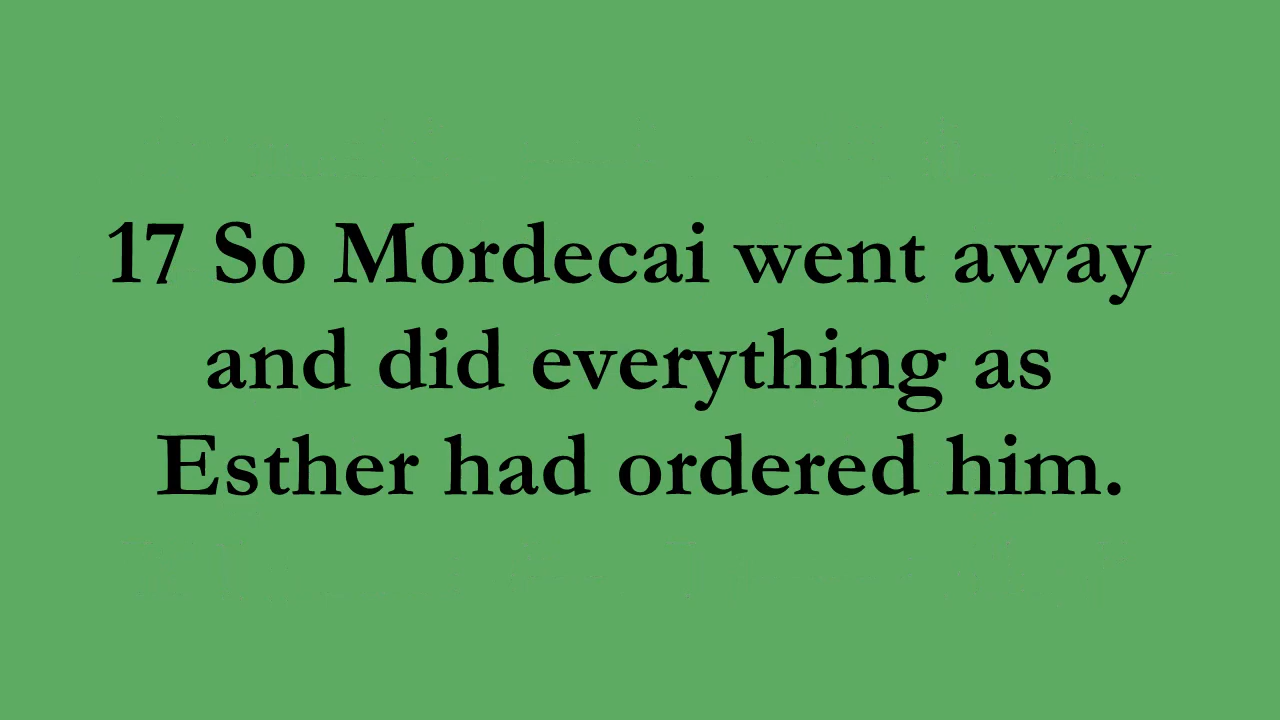 17 So Mordecai went away
and did everything as
Esther had ordered him.